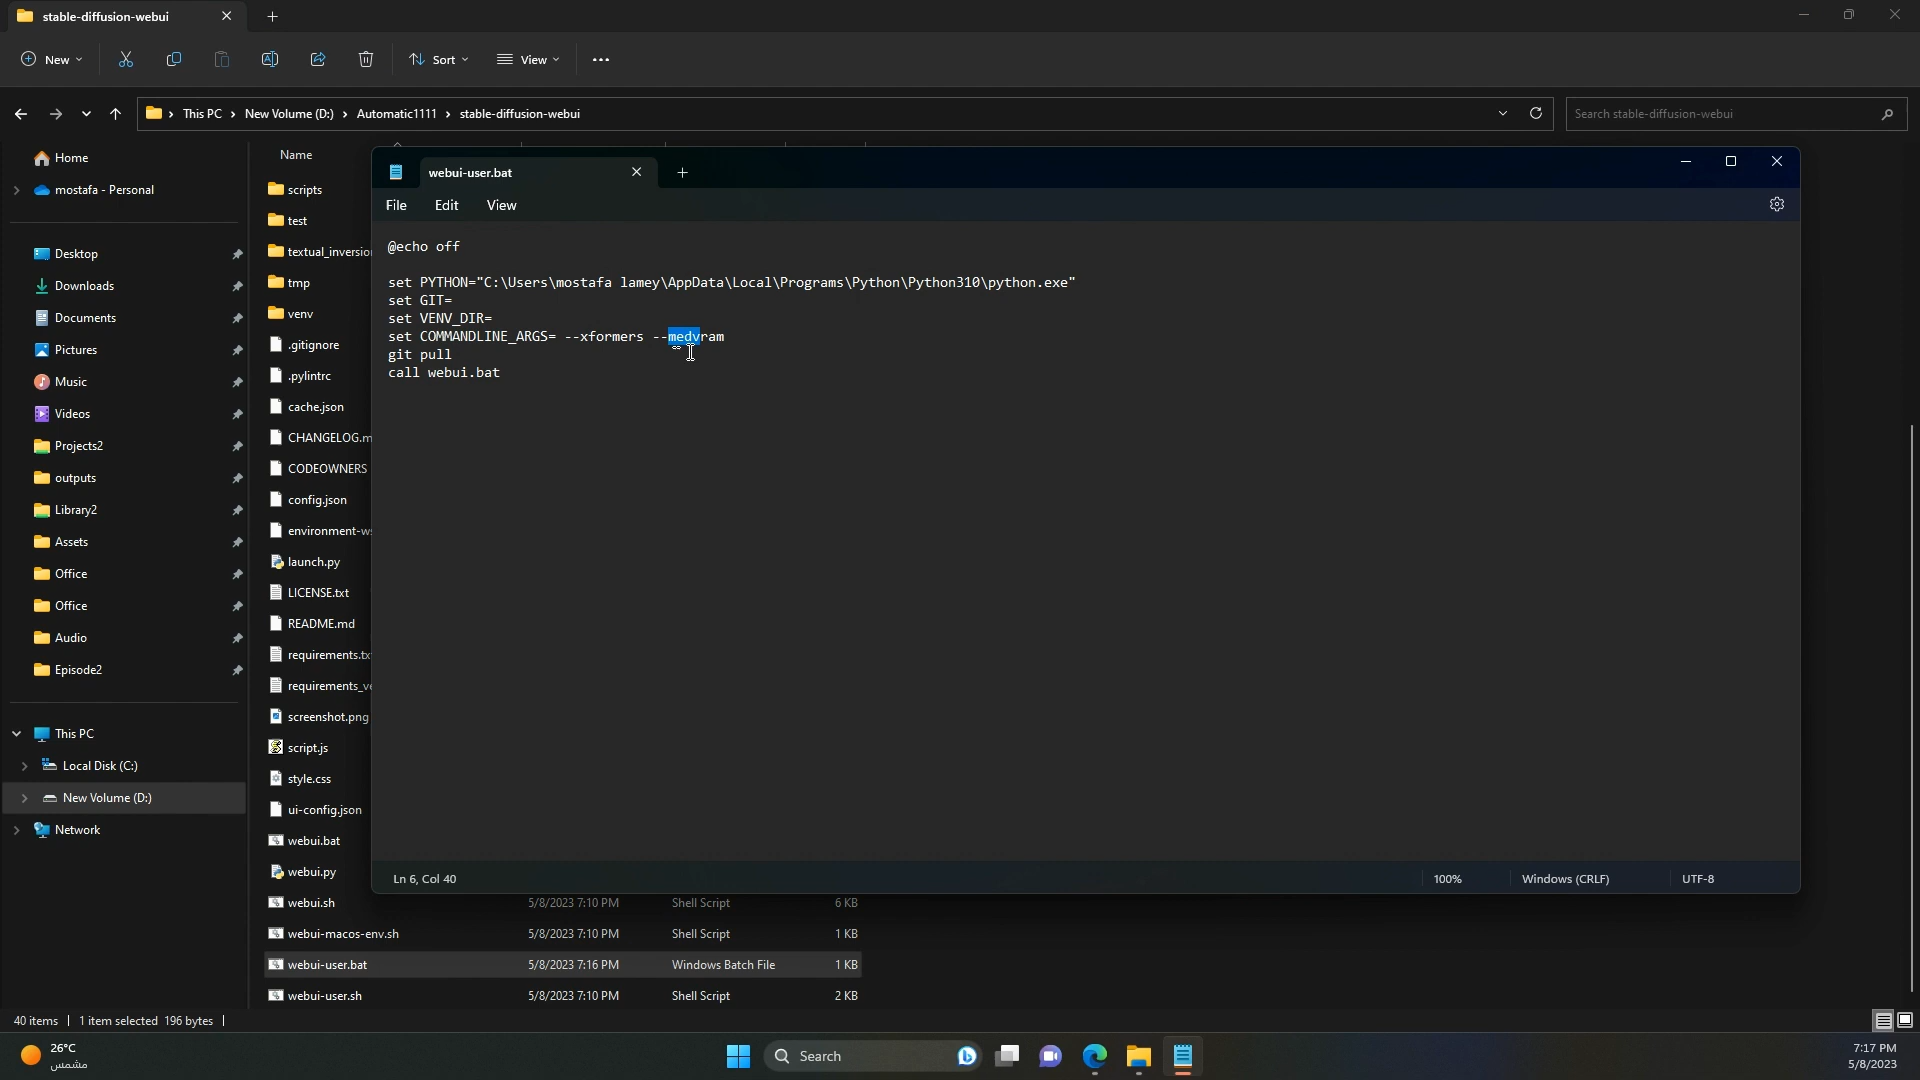 stable-diffusion-webui
New
Sort
View
This PC
New Volume (D:)
Automatic1111
stable-diffusion-webui
Search stable-diffusion-webui
Home
mostafa - Personal
Desktop
Downloads
Documents
Pictures
Music
Videos
Projects2
outputs
Library2
Assets
Office
Office
Audio
Episode2
This PC
Local Disk (C:)
New Volume (D:)
Network
Name
scripts
test
textual_inversio
tmp
venv
.gitignore
.pylintrc
cache.json
CHANGELOG.m
CODEOWNERS
config.json
environment-ws
launch.py
LICENSE.txt
README.md
requirements.tx
requirements_ve
screenshot.png
script.js
style.css
ui-config.json
webui.bat
webui.py
webui.sh 5/8/2023 7:10 PM Shell Script 6 KB
webui-macos-env.sh 5/8/2023 7:10 PM Shell Script 1 KB
webui-user.bat 5/8/2023 7:16 PM Windows Batch File 1 KB
webui-user.sh 5/8/2023 7:10 PM Shell Script 2 KB
webui-user.bat
File Edit View
@echo off
set PYTHON="C:\Users\mostafa lamey\AppData\Local\Programs\Python\Python310\python.exe"
set GIT=
set VENV_DIR=
set COMMANDLINE_ARGS= --xformers --medvram
git pull
call webui.bat
Ln 6, Col 40
100%
Windows (CRLF)
UTF-8
40 items
1 item selected 196 bytes
26°C
مشمس
Search
7:17 PM
5/8/2023